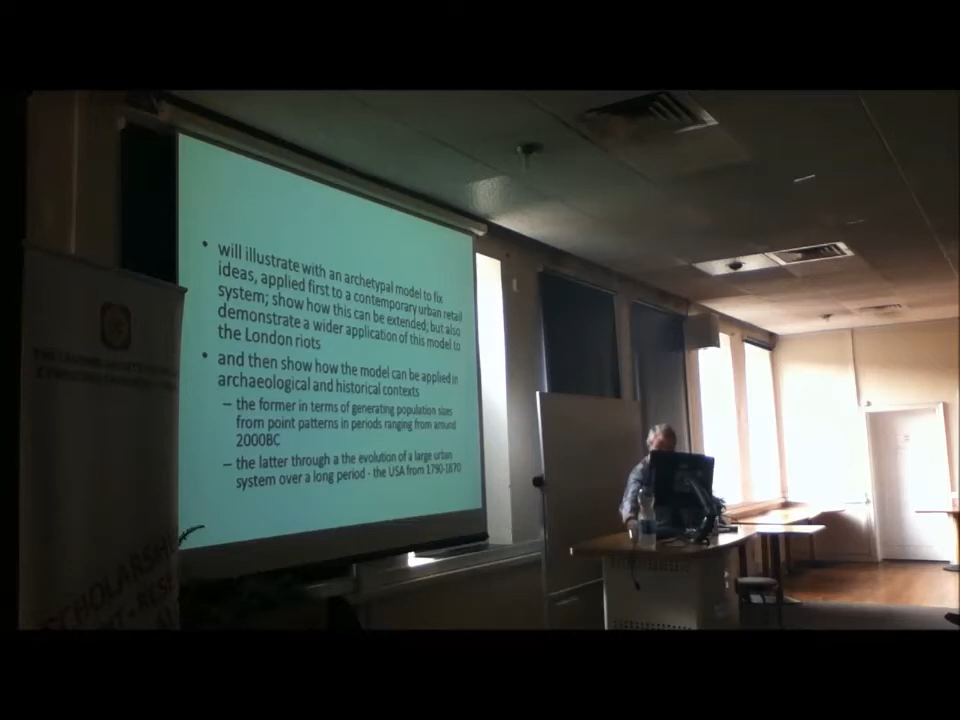 • will illustrate with an archetypal model to fix
ideas, applied first to a contemporary urban retail
system; show how this can be extended, but also
demonstrate a wider application of this model to
the London riots
• and then show how the model can be applied in
archaeological and historical contexts
– the former in terms of generating population sizes
from point patterns in periods ranging from around
2000BC
– the latter through a the evolution of a large urban
system over a long period - the USA from 1790-1870
SCHOLARSHIP